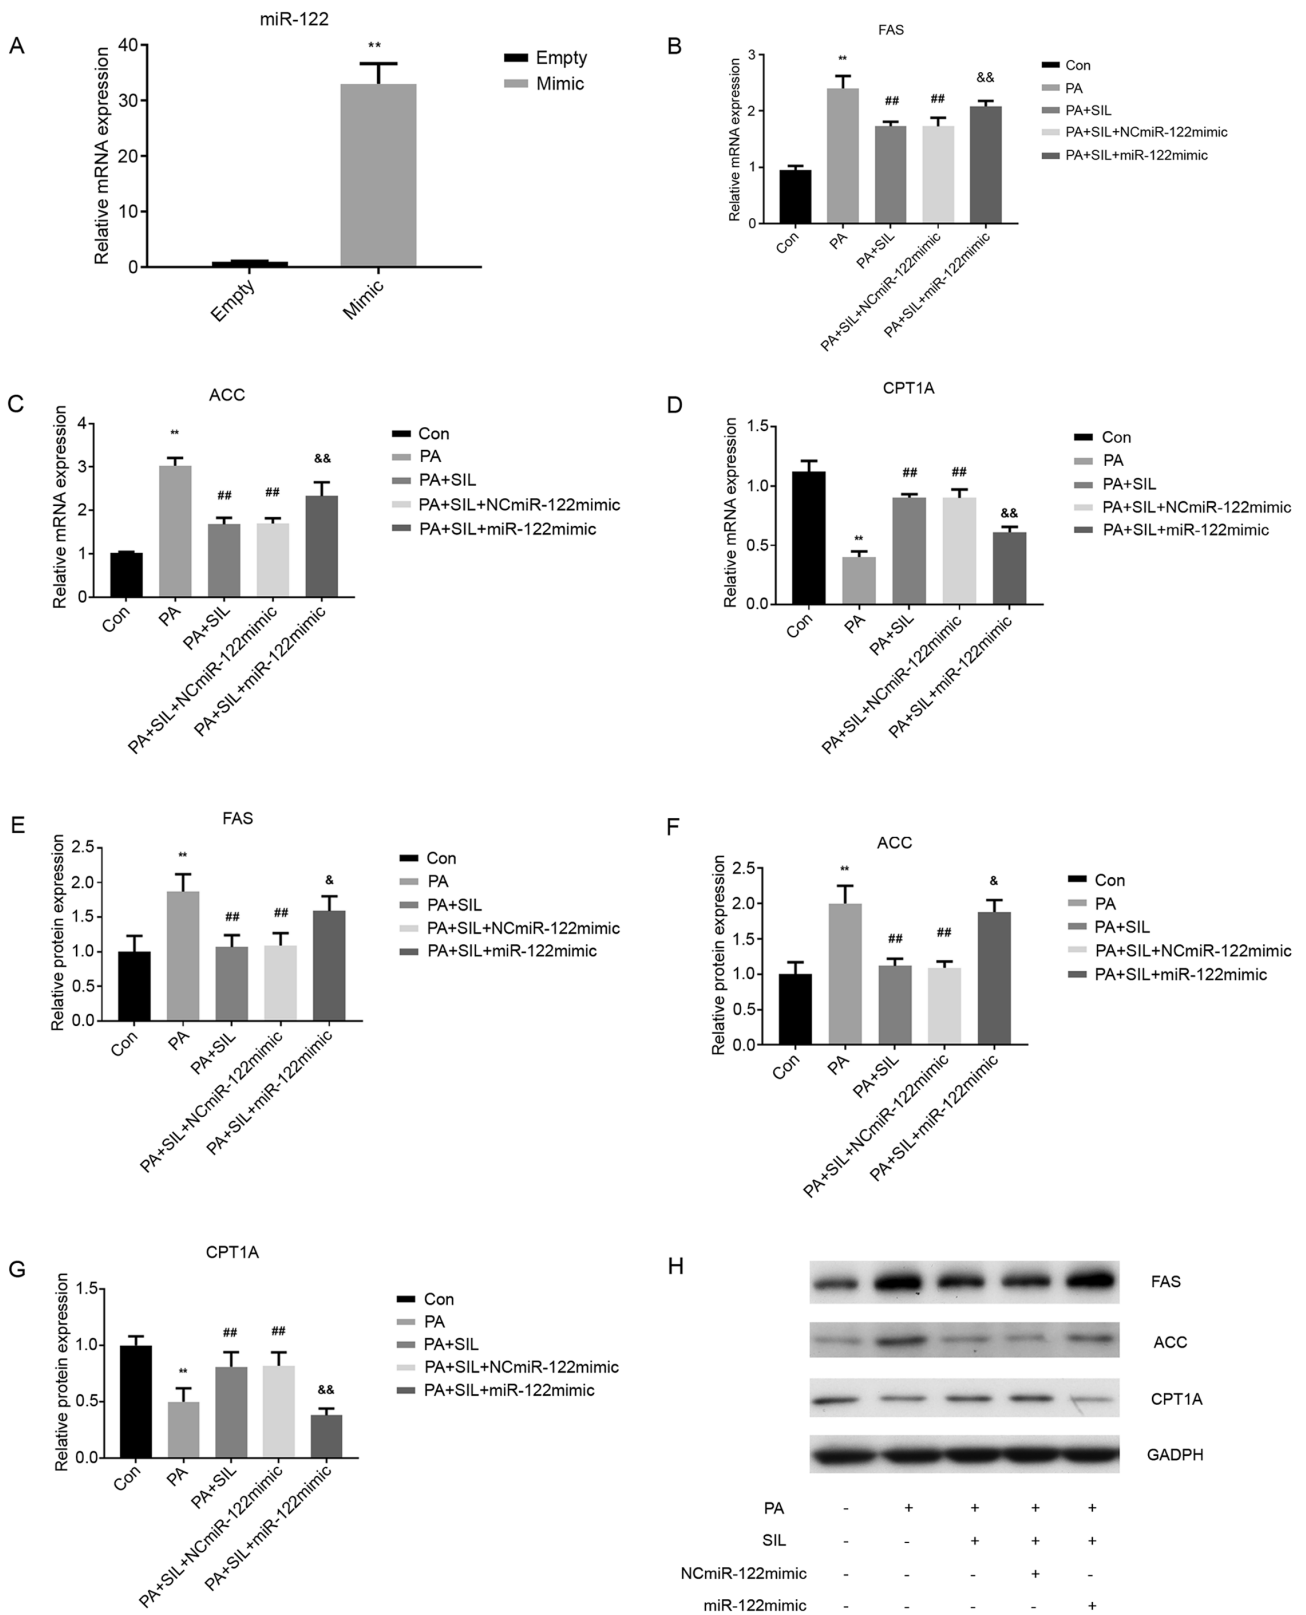 A
miR-122
Relative mRNA expression
40
30
20
10
0
**
Empty
Mimic
Empty
Mimic
B
FAS
Relative mRNA expression
3
2
1
0
**
##
##
&&
Con
PA
PA+SIL
PA+SIL+NCmiR-122mimic
PA+SIL+miR-122mimic
Con
PA
PA+SIL
PA+SIL+NCmiR-122mimic
PA+SIL+miR-122mimic
C
ACC
Relative mRNA expression
4
3
2
1
0
**
##
##
&&
Con
PA
PA+SIL
PA+SIL+NCmiR-122mimic
PA+SIL+miR-122mimic
Con
PA
PA+SIL
PA+SIL+NCmiR-122mimic
PA+SIL+miR-122mimic
D
CPT1A
Relative mRNA expression
1.5
1.0
0.5
0.0
**
##
##
&&
Con
PA
PA+SIL
PA+SIL+NCmiR-122mimic
PA+SIL+miR-122mimic
Con
PA
PA+SIL
PA+SIL+NCmiR-122mimic
PA+SIL+miR-122mimic
E
FAS
Relative protein expression
2.5
2.0
1.5
1.0
0.5
0.0
**
##
##
&
Con
PA
PA+SIL
PA+SIL+NCmiR-122mimic
PA+SIL+miR-122mimic
Con
PA
PA+SIL
PA+SIL+NCmiR-122mimic
PA+SIL+miR-122mimic
F
ACC
Relative protein expression
2.5
2.0
1.5
1.0
0.5
0.0
**
##
##
&
Con
PA
PA+SIL
PA+SIL+NCmiR-122mimic
PA+SIL+miR-122mimic
Con
PA
PA+SIL
PA+SIL+NCmiR-122mimic
PA+SIL+miR-122mimic
G
CPT1A
Relative protein expression
1.5
1.0
0.5
0.0
**
##
##
&&
Con
PA
PA+SIL
PA+SIL+NCmiR-122mimic
PA+SIL+miR-122mimic
Con
PA
PA+SIL
PA+SIL+NCmiR-122mimic
PA+SIL+miR-122mimic
H
FAS
ACC
CPT1A
GADPH
PA - + + + +
SIL - - + + +
NCmiR-122mimic - - - + -
miR-122mimic - - - - +